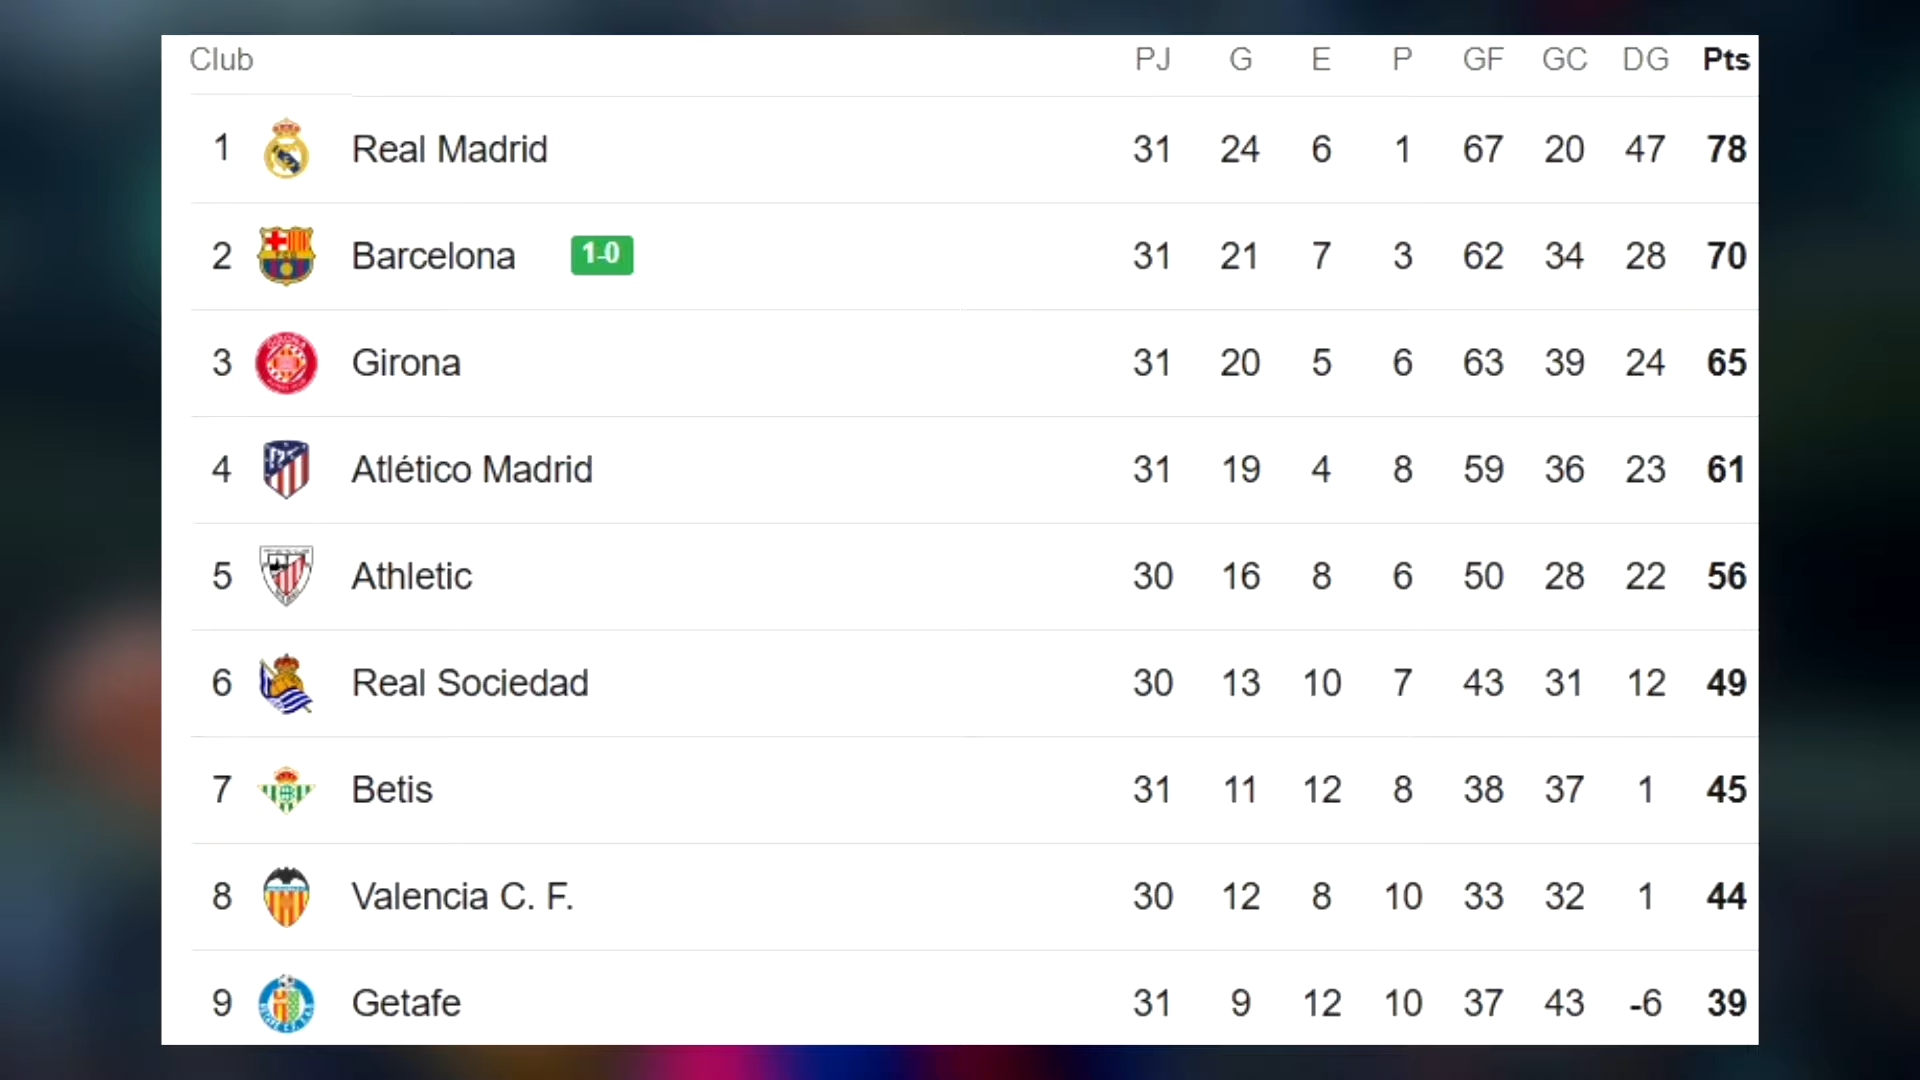 Club PJ G E P GF GC DG Pts
1 Real Madrid 31 24 6 1 67 20 47 78
2 Barcelona 1-0 31 21 7 3 62 34 28 70
3 Girona 31 20 5 6 63 39 24 65
4 Atlético Madrid 31 19 4 8 59 36 23 61
5 Athletic 30 16 8 6 50 28 22 56
6 Real Sociedad 30 13 10 7 43 31 12 49
7 Betis 31 11 12 8 38 37 1 45
8 Valencia C. F. 30 12 8 10 33 32 1 44
9 Getafe 31 9 12 10 37 43 -6 39